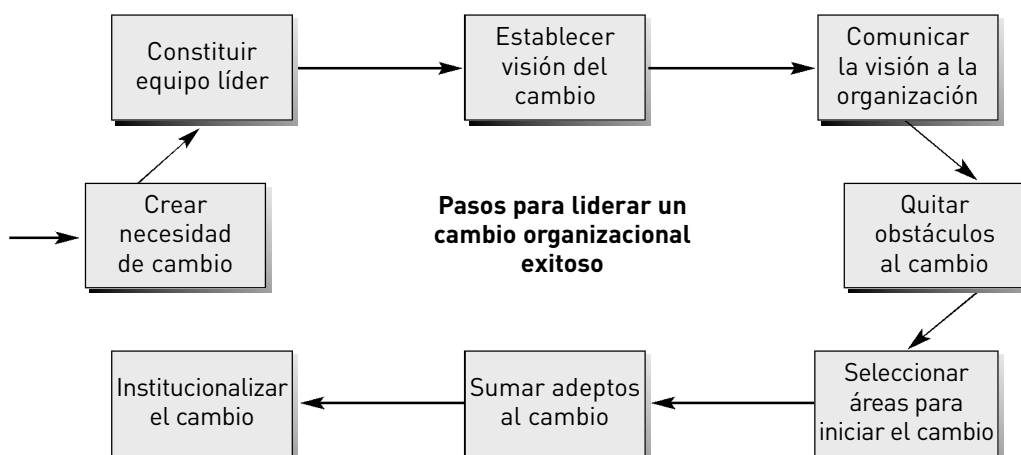 Constituir
equipo líder
Establecer
visión del
cambio
Comunicar
la visión a la
organización
Crear
necesidad
de cambio
Pasos para liderar un
cambio organizacional
exitoso
Quitar
obstáculos
al cambio
Institucionalizar
el cambio
Sumar adeptos
al cambio
Seleccionar
áreas para
iniciar el cambio